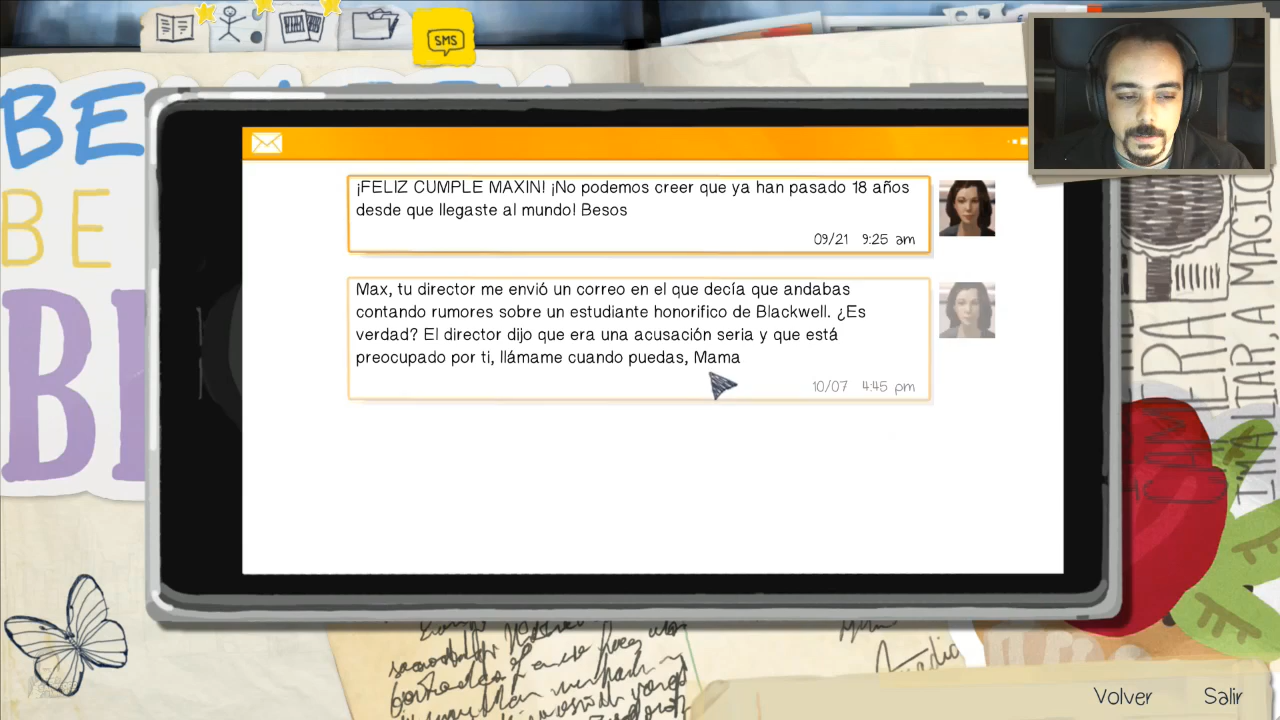 SMS
BE
BE
¡FELIZ CUMPLE MAXINI ¡No podemos creer que ya han pasado 18 años
desde que llegaste al mundo! Besos
09/21 9:25 am
Max, tu director me envió un correo en el que decía que andabas
contando rumores sobre un estudiante honorifico de Blackwell. ¿Es
verdad? El director dijo que era una acusación seria y que está
preocupado por ti, llámame cuando puedas, Mama
10/07 4:45 pm
Volver Salir